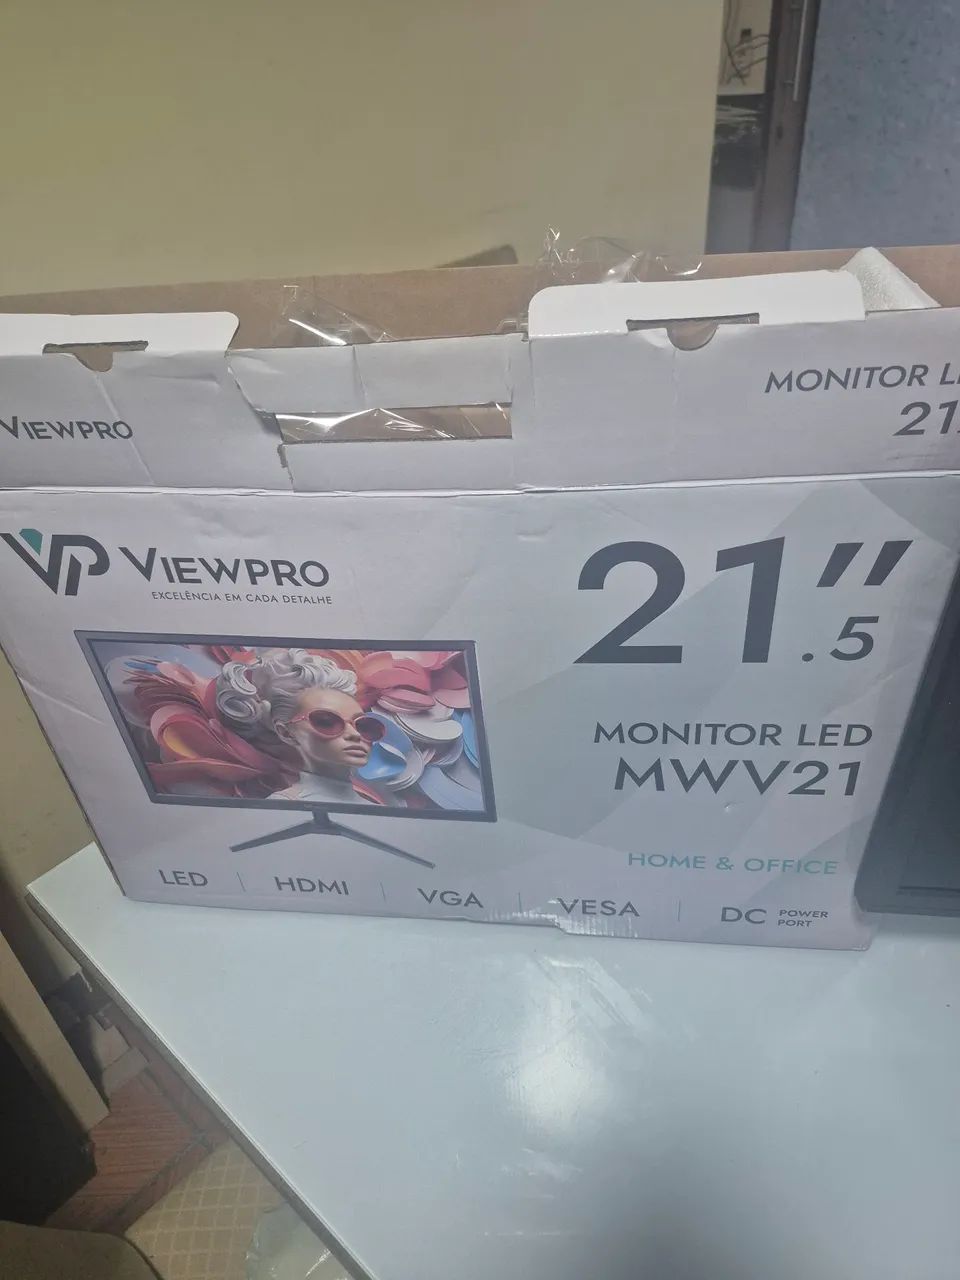 VIEWPRO
MONITOR
21
VP VIEWPRO
EXCELÊNCIA EM CADA DETALHE
21.5"
MONITOR LED
MWV21
HOME & OFFICE
LED | HDMI | VGA | VESA | DC POWER PORT